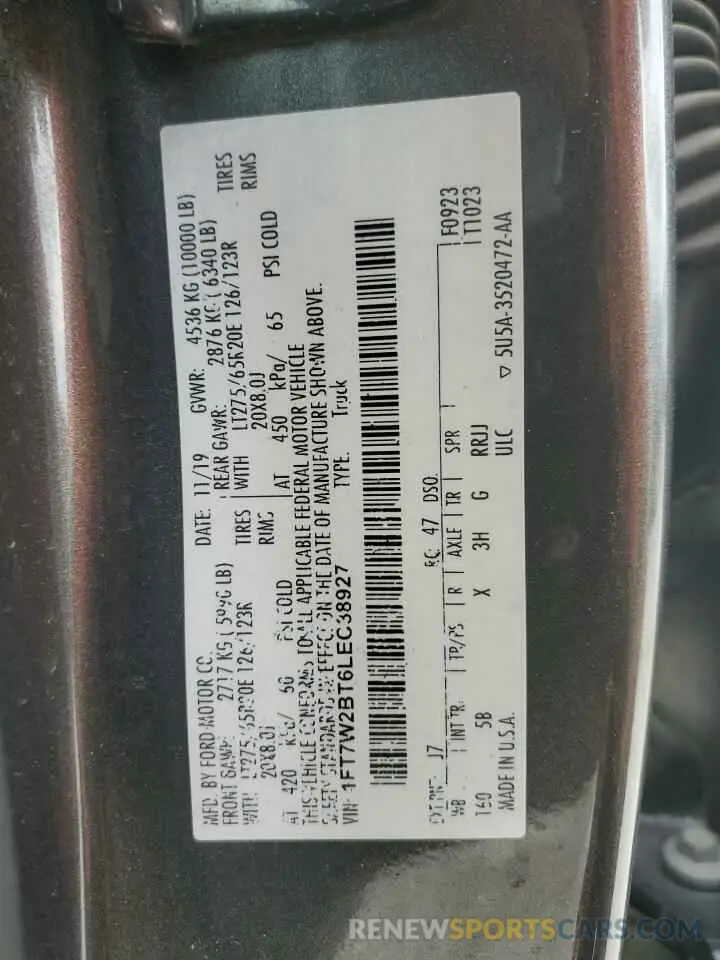 MFD. BY FORD MOTOR CO.
DATE: 11/19 GVWR: 4536 KG (10000 LB)
FRONT GAWR: 2717 KG ( LB) REAR GAWR: 2876 KG ( 6340 LB)
WITH LT275/65R20E 126/123R TIRES WITH LT275/65R20E 126/123R TIRES
20X8.0J RIMS 20X8.0J RIMS
AT 420 kPa/ 60 PSI COLD AT 450 kPa/ 65 PSI COLD
THIS VEHICLE CONFORMS TO ALL APPLICABLE FEDERAL MOTOR VEHICLE
SAFETY STANDARDS IN EFFECT ON THE DATE OF MANUFACTURE SHOWN ABOVE.
VIN: 1FT7W2BT6LEC38927 TYPE: Truck
F0923
T1023
EXT PNT: J7 RC: 47 DSO:
WB INT TR TP/PS R AXLE TR SPR
160 5B X 3H G RRJJ
MADE IN U.S.A. ULC ▽ 5U5A-3520472-AA
RENEWSPORTSCARS.COM